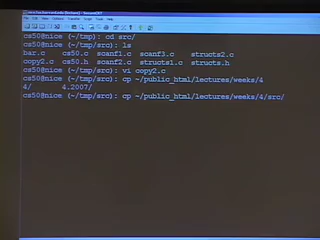 cs50@nice (~/tmp): cd src/
cs50@nice (~/tmp/src): ls
bar.c cs50.c scanf1.c scanf3.c structs2.c
copy2.c cs50.h scanf2.c structs1.c structs.h
cs50@nice (~/tmp/src): vi copy2.c
cs50@nice (~/tmp/src): cp ~/public_html/lectures/weeks/4
4/ 4.2007/
cs50@nice (~/tmp/src): cp ~/public_html/lectures/weeks/4/src/